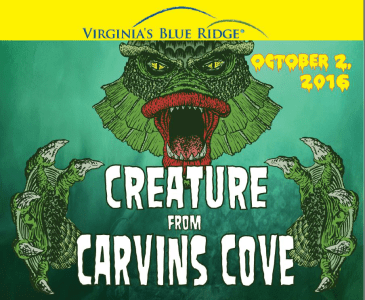 VIRGINIA'S BLUE RIDGE®
OCTOBER 2,
2016
CREATURE
FROM
CARVINS COVE